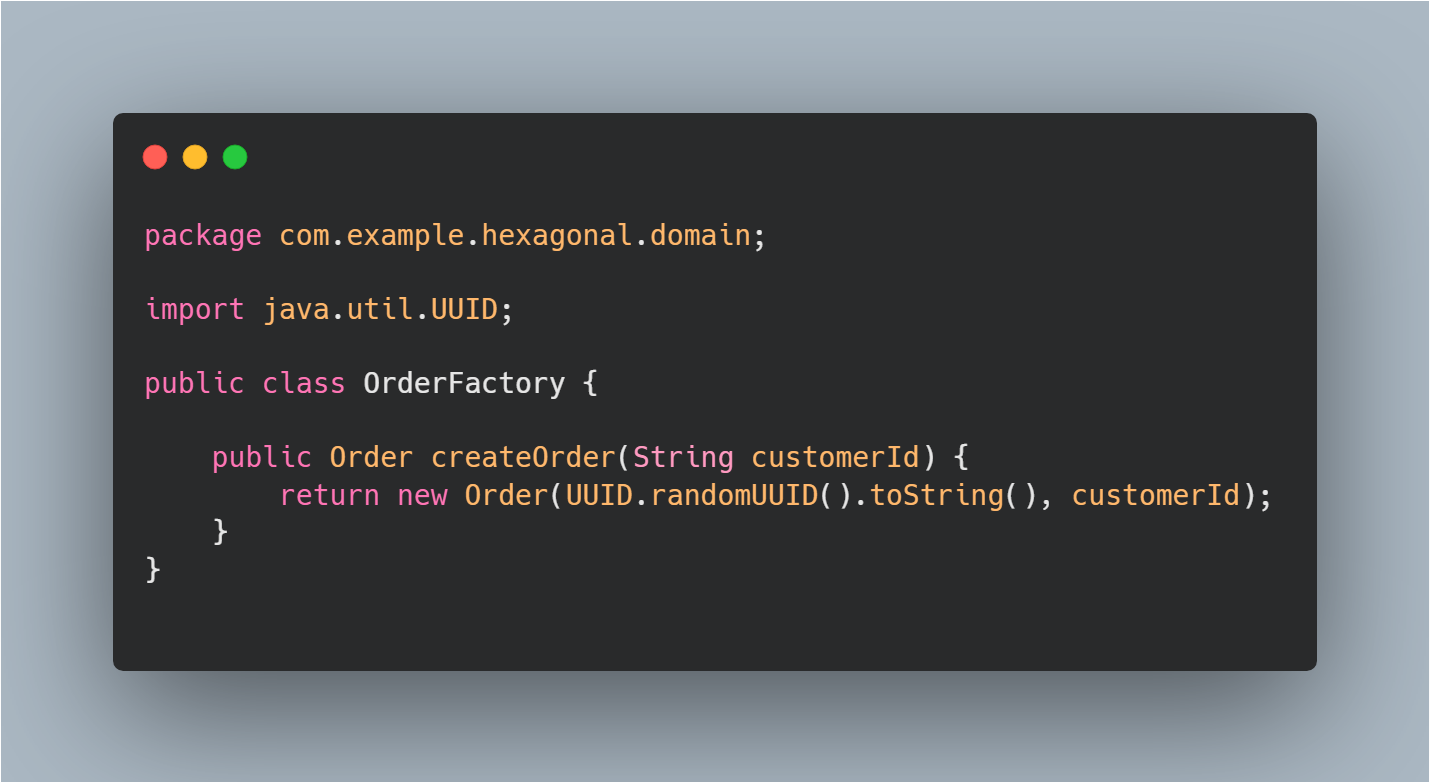 package com.example.hexagonal.domain;

import java.util.UUID;

public class OrderFactory {

    public Order createOrder(String customerId) {
        return new Order(UUID.randomUUID().toString(), customerId);
    }
}